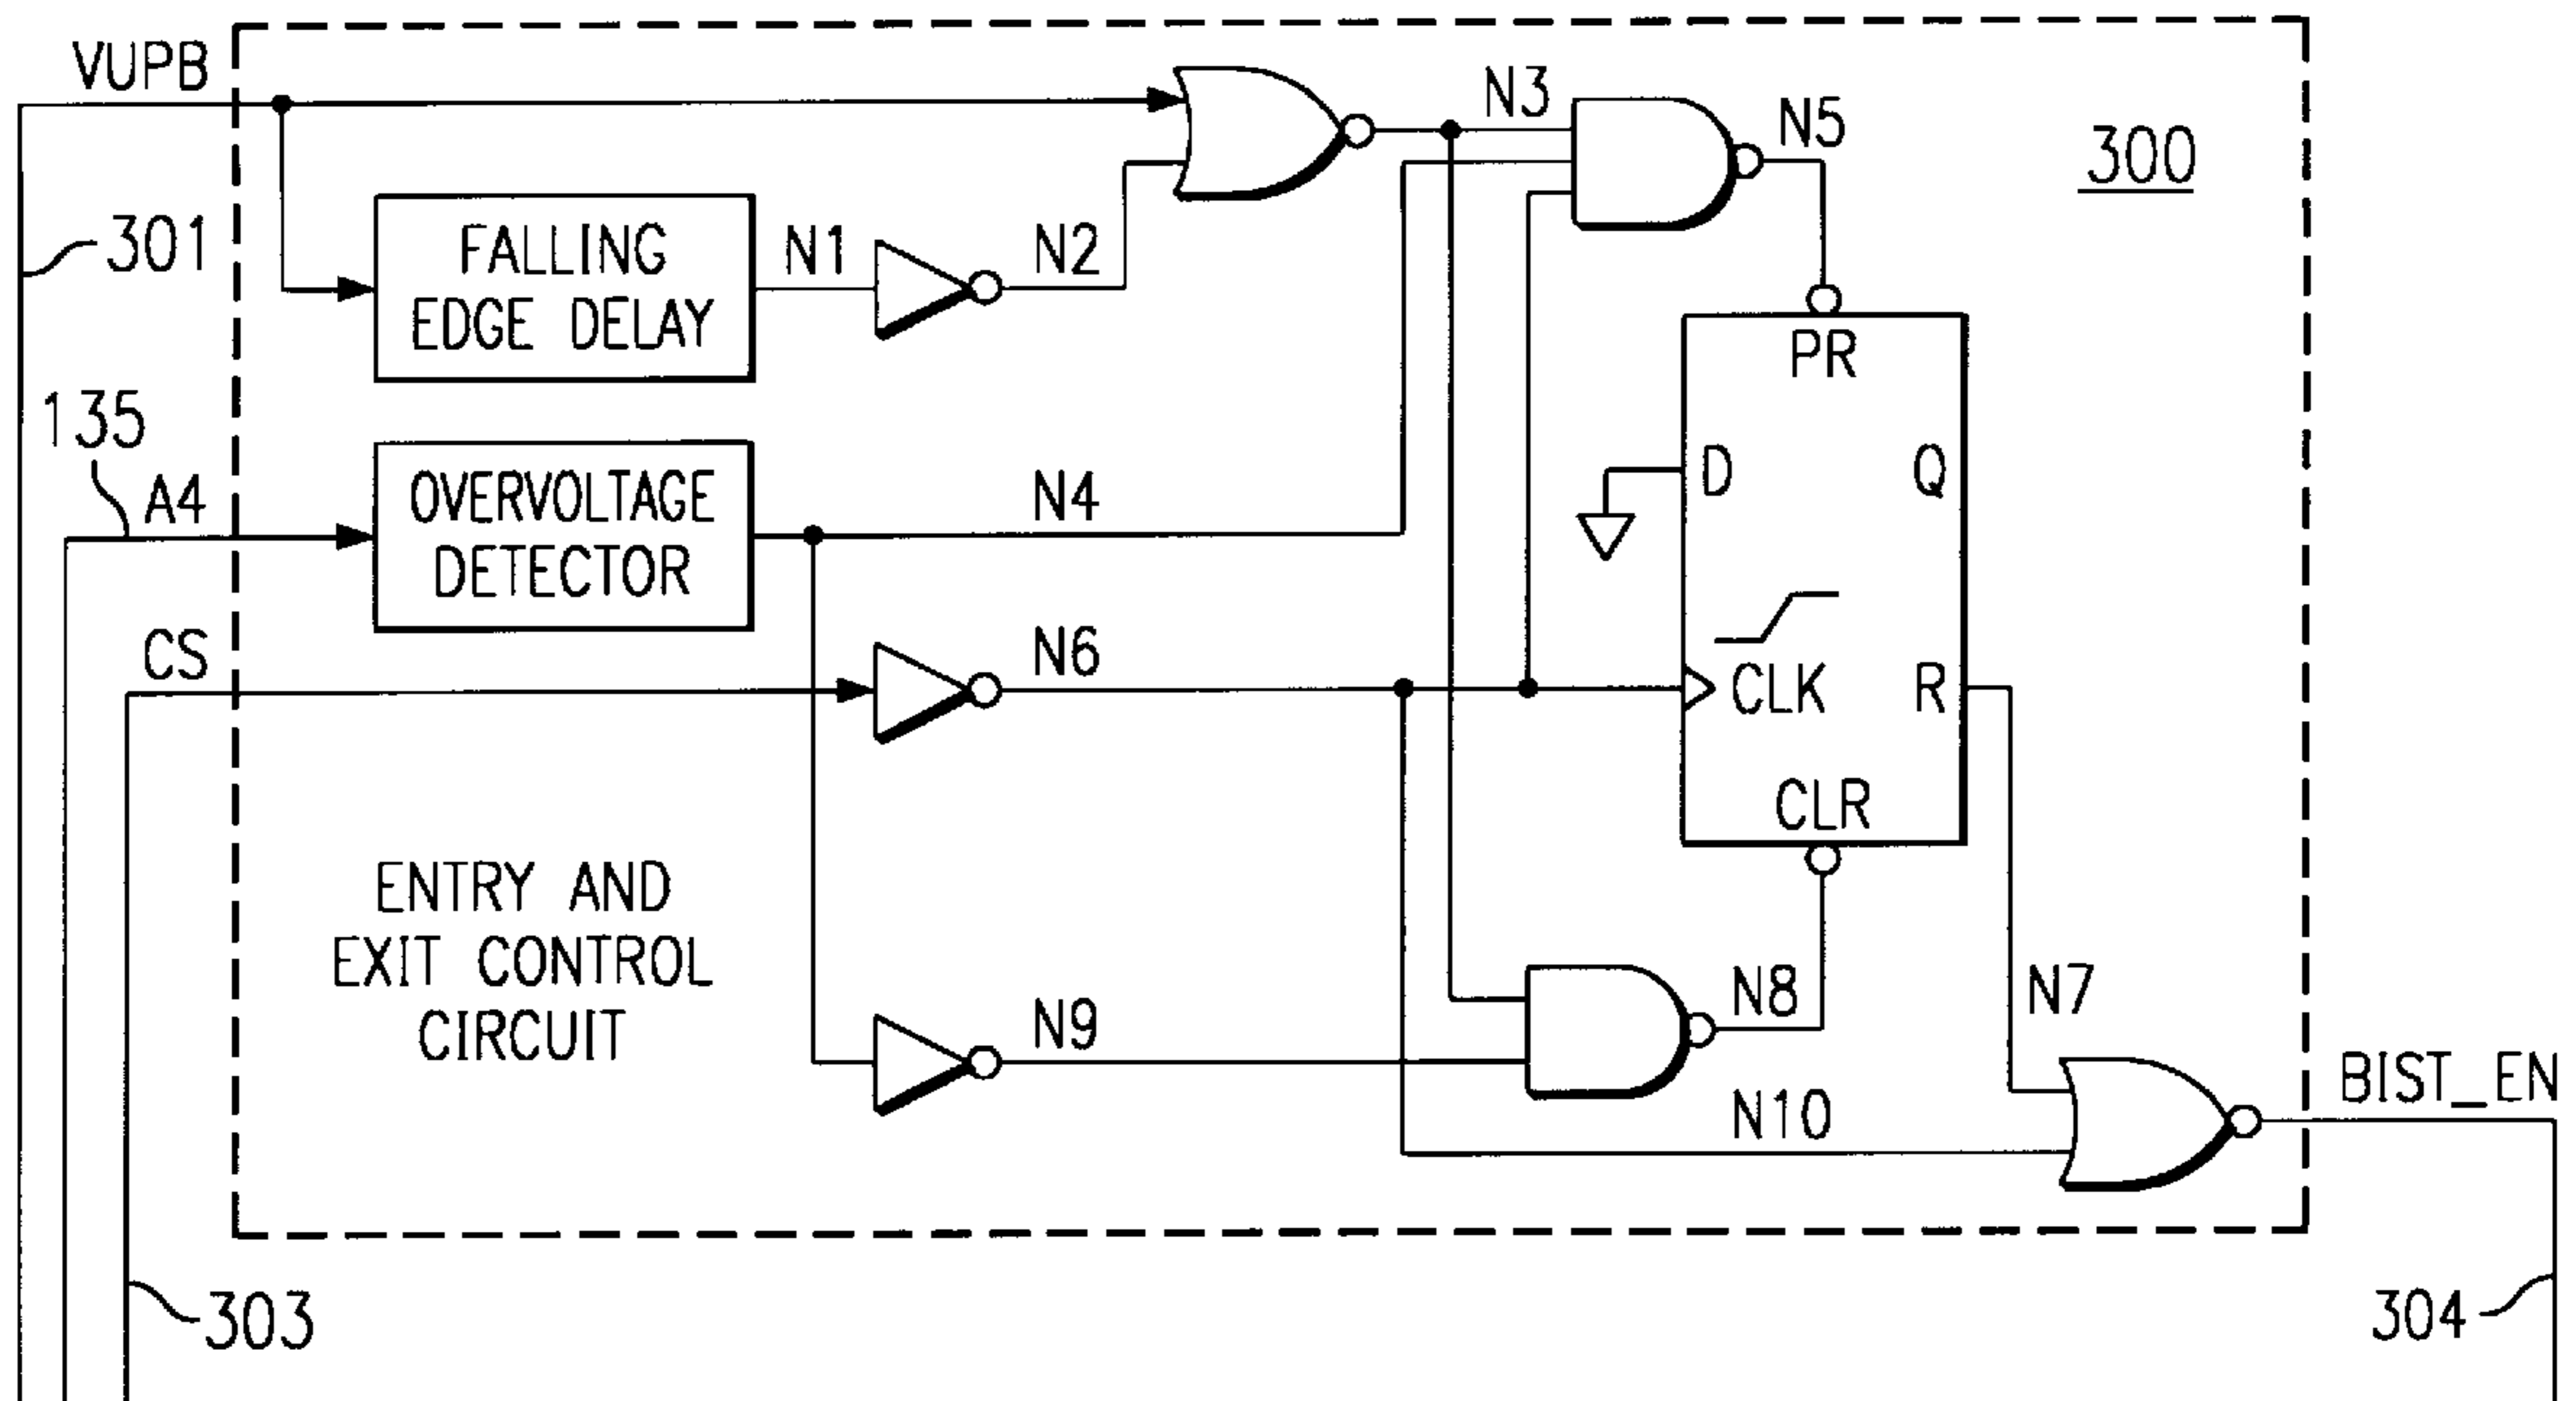 VUPB
N3
N5
300
301
FALLING
EDGE DELAY
N1
N2
PR
135
A4
OVERVOLTAGE
DETECTOR
N4
D
Q
CS
N6
CLK
R
CLR
ENTRY AND
EXIT CONTROL
CIRCUIT
N9
N8
N7
N10
BIST_EN
303
304